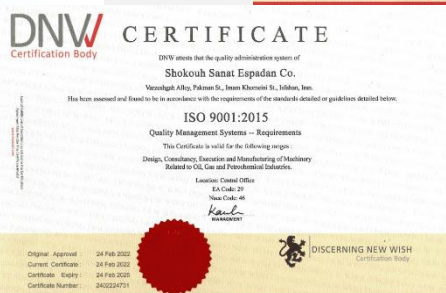 DNW
Certification Body
CERTIFICATE
DNW attests that the quality administration system of
Shokouh Sanat Espadan Co.
Varzeshgah Alley, Pakman St., Imam Khomeini St., Isfahan, Iran.
Has been assessed and found to be in accordance with the requirements of the standards detailed or guidelines detailed below.
ISO 9001:2015
Quality Management Systems -- Requirements
This Certificate is valid for the following ranges:
Design, Consultancy, Execution and Manufacturing of Machinery
Related to Oil, Gas and Petrochemical Industries.
Location: Central Office
EA Code: 29
Nace Code: 46
MANAGMENT
DISCERNING NEW WISH
Certification Body
Original Approval : 24 Feb 2022
Current Certificate : 24 Feb 2022
Certificate Expiry : 24 Feb 2025
Certificate Number : 2402224731